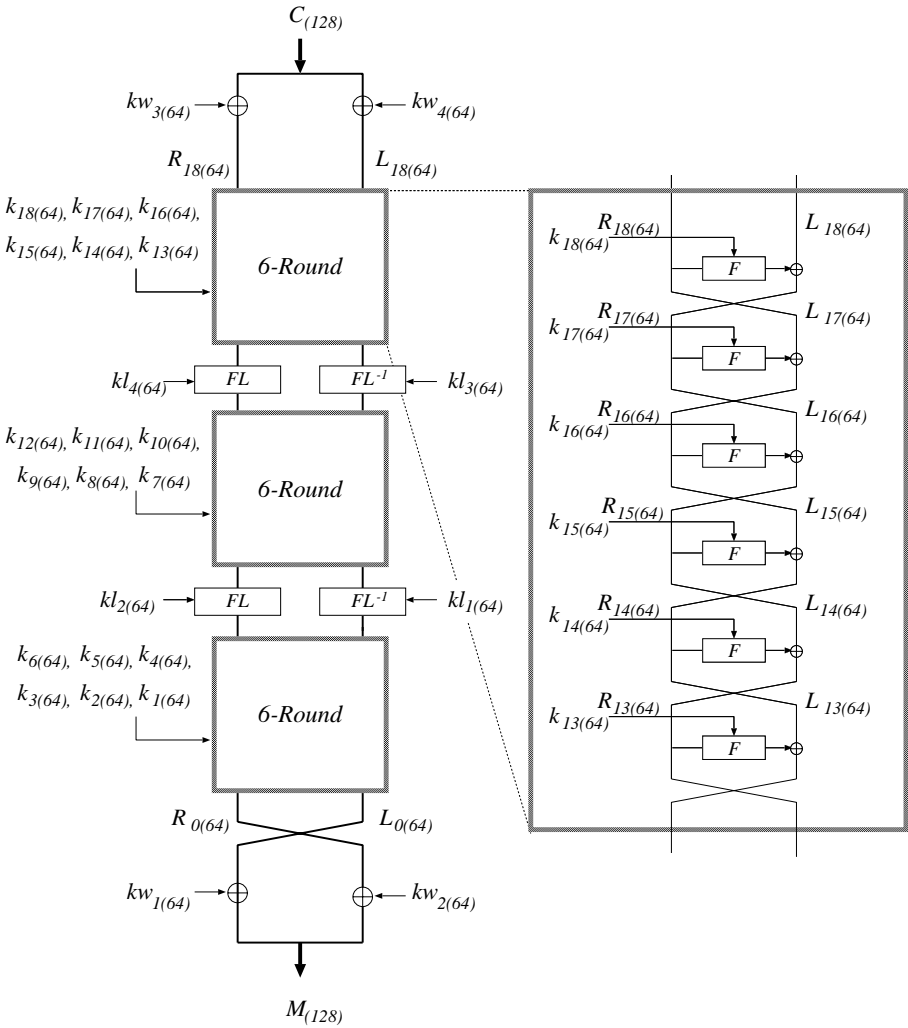 C(128)
kw3(64)
kw4(64)
R18(64)
L18(64)
k18(64), k17(64), k16(64),
k15(64), k14(64), k13(64)
6-Round
kl4(64)
FL
FL-1
kl3(64)
k12(64), k11(64), k10(64),
k9(64), k8(64), k7(64)
6-Round
kl2(64)
FL
FL-1
kl1(64)
k6(64), k5(64), k4(64),
k3(64), k2(64), k1(64)
6-Round
R0(64)
L0(64)
kw1(64)
kw2(64)
M(128)
R18(64)
L18(64)
k18(64)
F
R17(64)
L17(64)
k17(64)
F
R16(64)
L16(64)
k16(64)
F
R15(64)
L15(64)
k15(64)
F
R14(64)
L14(64)
k14(64)
F
R13(64)
L13(64)
k13(64)
F